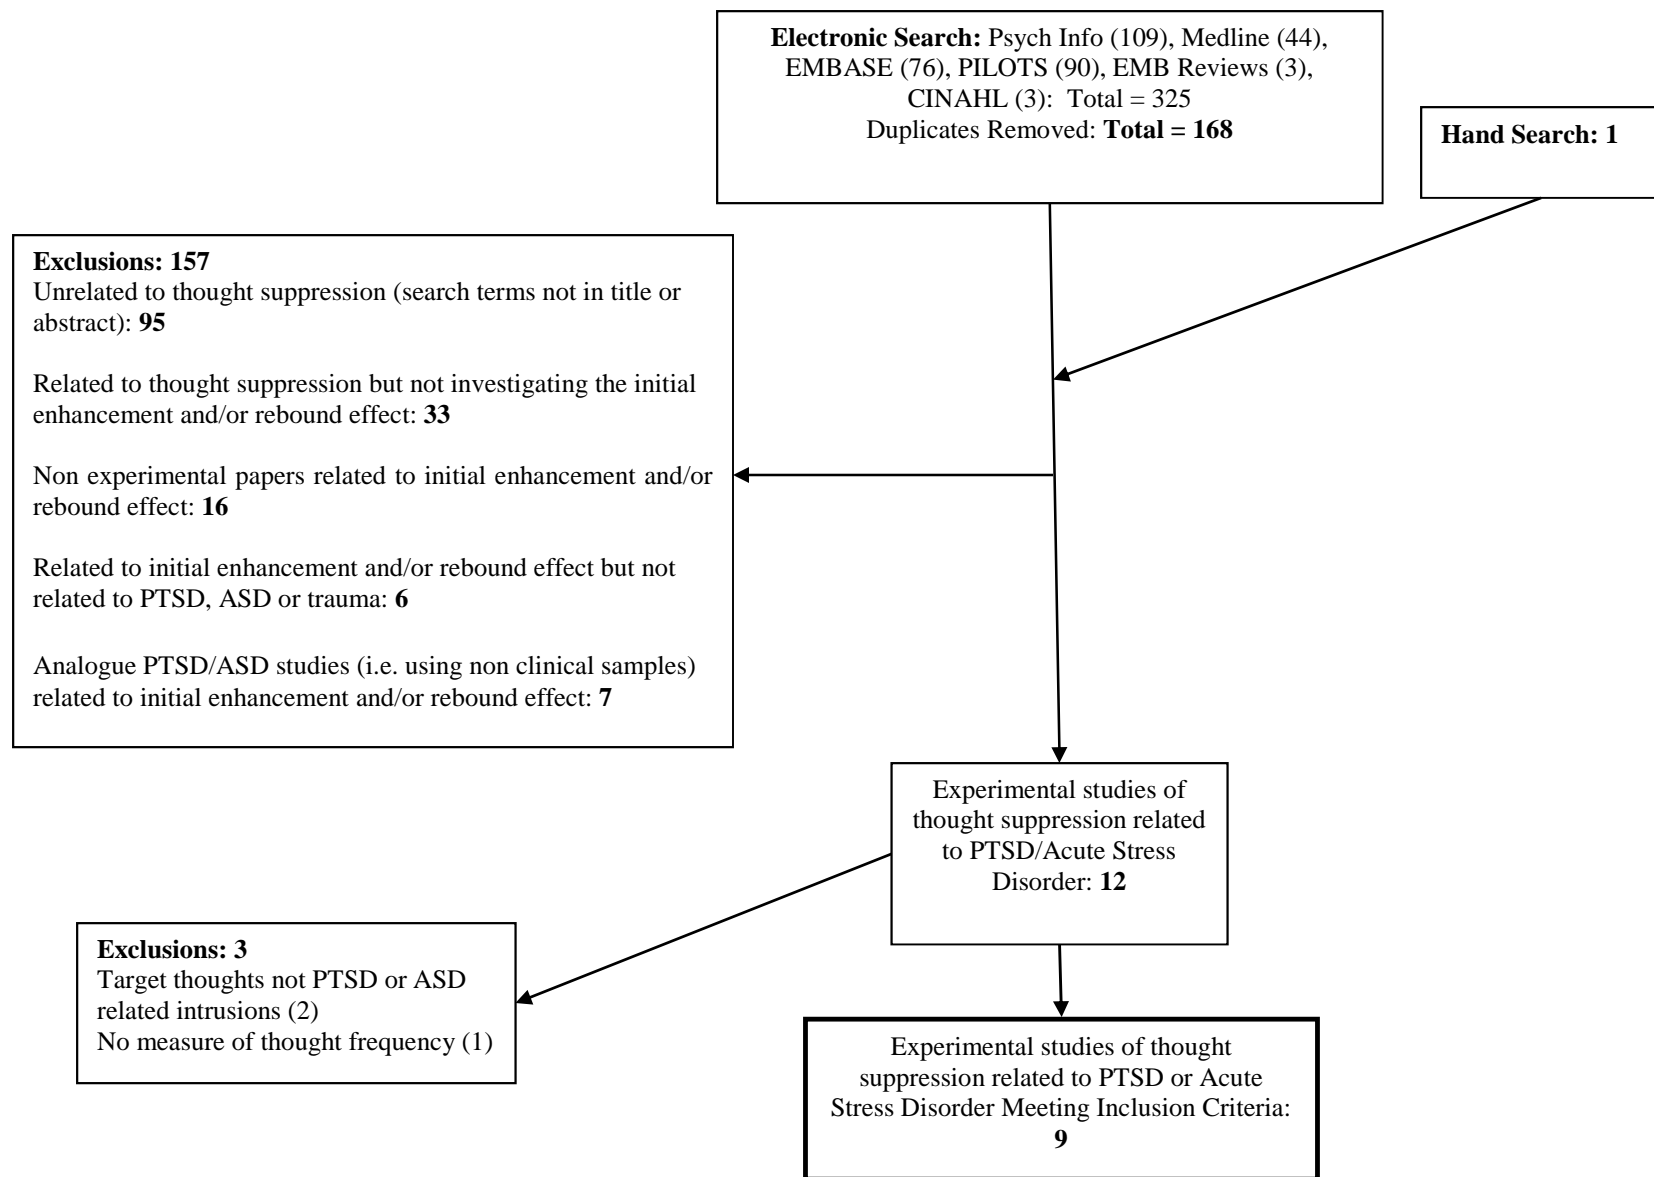 Electronic Search: Psych Info (109), Medline (44),
EMBASE (76), PILOTS (90), EMB Reviews (3),
CINAHL (3): Total = 325
Duplicates Removed: Total = 168
Hand Search: 1
Exclusions: 157
Unrelated to thought suppression (search terms not in title or
abstract): 95
Related to thought suppression but not investigating the initial
enhancement and/or rebound effect: 33
Non experimental papers related to initial enhancement and/or
rebound effect: 16
Related to initial enhancement and/or rebound effect but not
related to PTSD, ASD or trauma: 6
Analogue PTSD/ASD studies (i.e. using non clinical samples)
related to initial enhancement and/or rebound effect: 7
Experimental studies of
thought suppression related
to PTSD/Acute Stress
Disorder: 12
Exclusions: 3
Target thoughts not PTSD or ASD
related intrusions (2)
No measure of thought frequency (1)
Experimental studies of thought
suppression related to PTSD or Acute
Stress Disorder Meeting Inclusion Criteria:
9